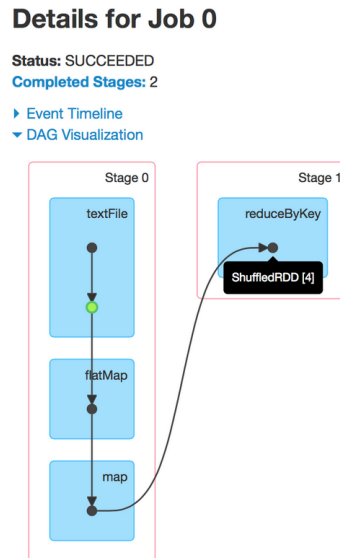 Details for Job 0
Status: SUCCEEDED
Completed Stages: 2
Event Timeline
DAG Visualization
Stage 0
textFile
flatMap
map
Stage 1
reduceByKey
ShuffledRDD [4]